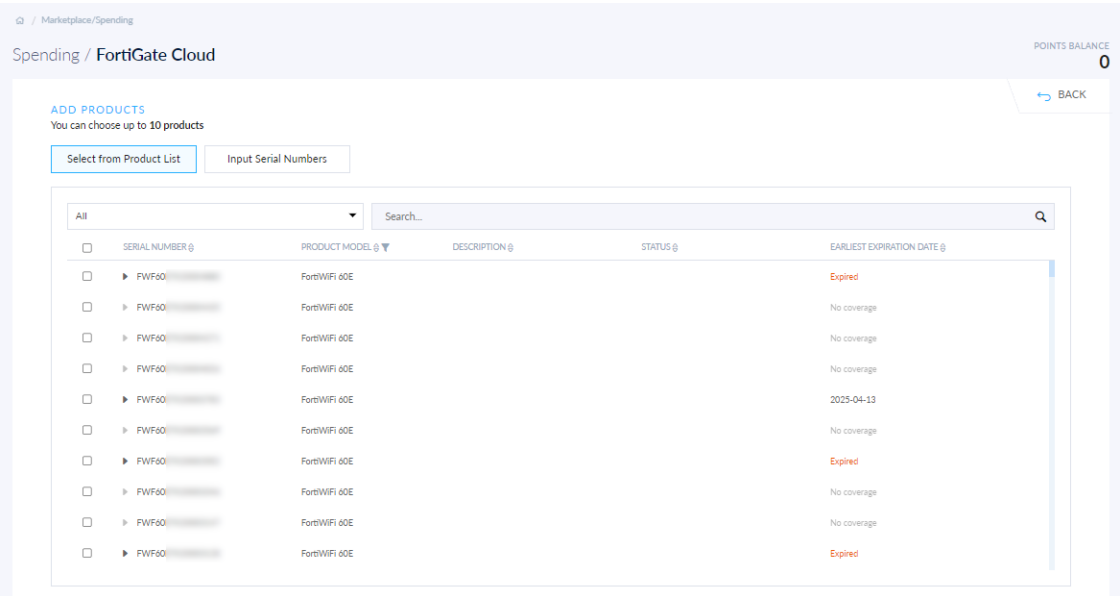 / Marketplace/Spending
Spending / FortiGate Cloud
POINTS BALANCE
0
BACK
ADD PRODUCTS
You can choose up to 10 products
Select from Product List Input Serial Numbers
All Search...
SERIAL NUMBER PRODUCT MODEL DESCRIPTION STATUS EARLIEST EXPIRATION DATE
FWF60 FortiWiFi 60E Expired
FWF60 FortiWiFi 60E No coverage
FWF60 FortiWiFi 60E No coverage
FWF60 FortiWiFi 60E No coverage
FWF60 FortiWiFi 60E 2025-04-13
FWF60 FortiWiFi 60E No coverage
FWF60 FortiWiFi 60E Expired
FWF60 FortiWiFi 60E No coverage
FWF60 FortiWiFi 60E No coverage
FWF60 FortiWiFi 60E Expired